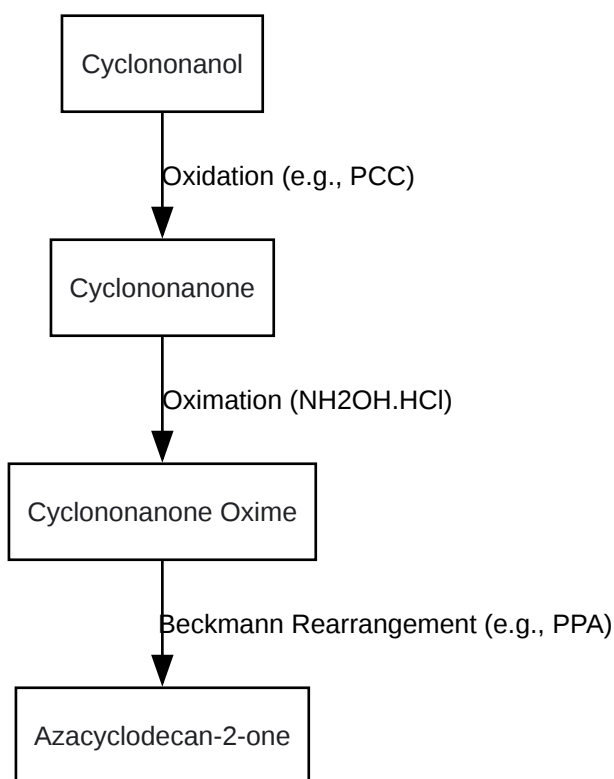 Cyclononanol
Oxidation (e.g., PCC)
Cyclononanone
Oximation (NH2OH.HCl)
Cyclononanone Oxime
Beckmann Rearrangement (e.g., PPA)
Azacyclodecan-2-one